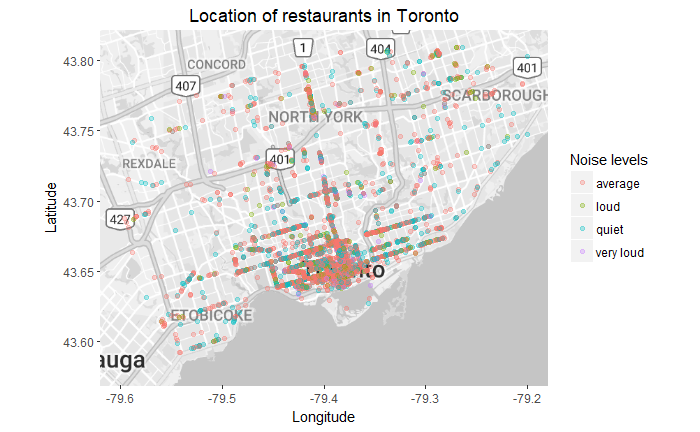 Location of restaurants in Toronto
43.80
43.75
43.70
43.65
43.60
Latitude
1
404
401
CONCORD
407
SCARBOROUGH
NORTH YORK
401
REXDALE
427
ETOBICOKE
auga
-79.6
-79.5
-79.4
-79.3
-79.2
Longitude
Noise levels
average
loud
quiet
very loud